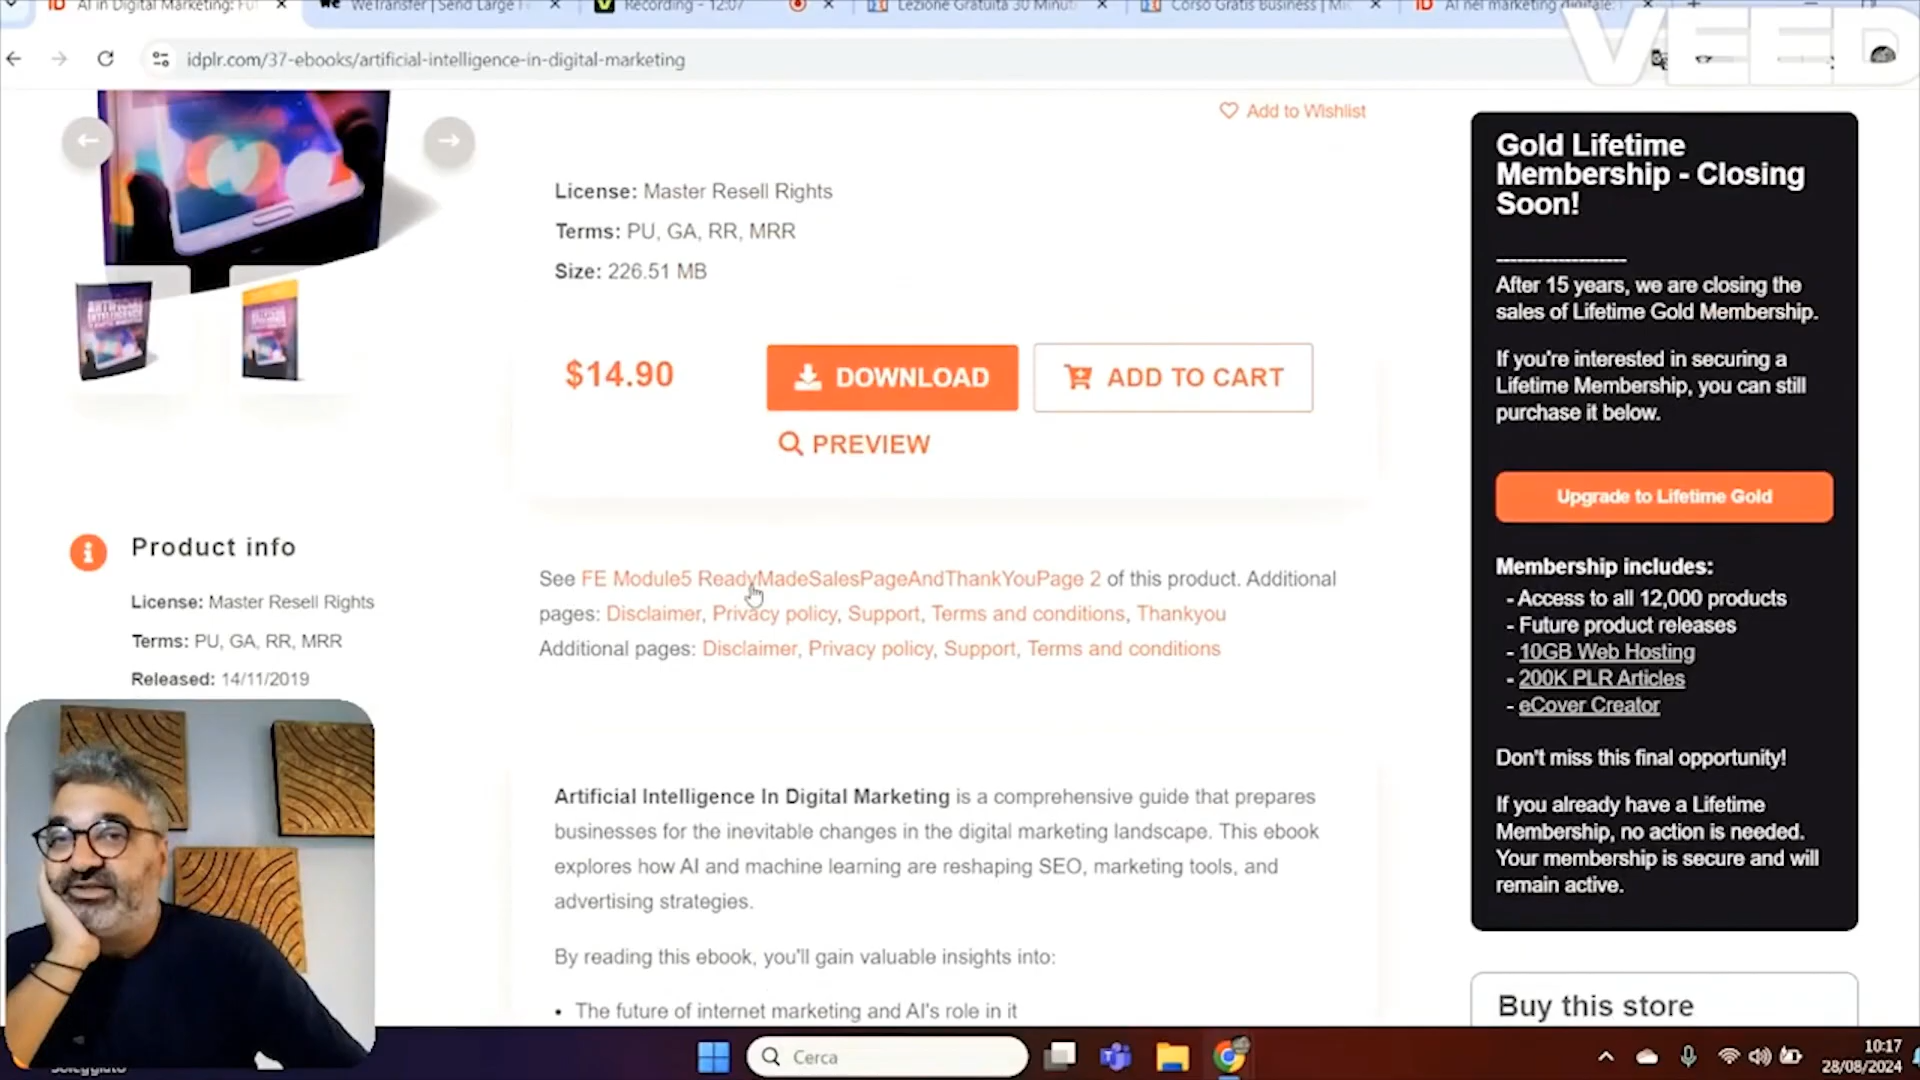 AI in Digital Marketing: Fut
WeTransfer | Send Large Fi
Recording - 12:07
Lezione Gratuita 30 Minuti
Corso Gratis Business | Mic
AI nel marketing digitale:
VEED
idplr.com/37-ebooks/artificial-intelligence-in-digital-marketing
Add to Wishlist
License: Master Resell Rights
Terms: PU, GA, RR, MRR
Size: 226.51 MB
ARTIFICIAL
INTELLIGENCE
$14.90
DOWNLOAD
ADD TO CART
PREVIEW
Product info
License: Master Resell Rights
Terms: PU, GA, RR, MRR
Released: 14/11/2019
See FE Module5 ReadyMadeSalesPageAndThankYouPage 2 of this product. Additional
pages: Disclaimer, Privacy policy, Support, Terms and conditions, Thankyou
Additional pages: Disclaimer, Privacy policy, Support, Terms and conditions
Artificial Intelligence In Digital Marketing is a comprehensive guide that prepares
businesses for the inevitable changes in the digital marketing landscape. This ebook
explores how AI and machine learning are reshaping SEO, marketing tools, and
advertising strategies.
By reading this ebook, you'll gain valuable insights into:
• The future of internet marketing and AI's role in it
Gold Lifetime
Membership - Closing
Soon!
--------------------
After 15 years, we are closing the
sales of Lifetime Gold Membership.
If you're interested in securing a
Lifetime Membership, you can still
purchase it below.
Upgrade to Lifetime Gold
Membership includes:
- Access to all 12,000 products
- Future product releases
- 10GB Web Hosting
- 200K PLR Articles
- eCover Creator
Don't miss this final opportunity!
If you already have a Lifetime
Membership, no action is needed.
Your membership is secure and will
remain active.
Buy this store
Soleggiato
Cerca
10:17
28/08/2024